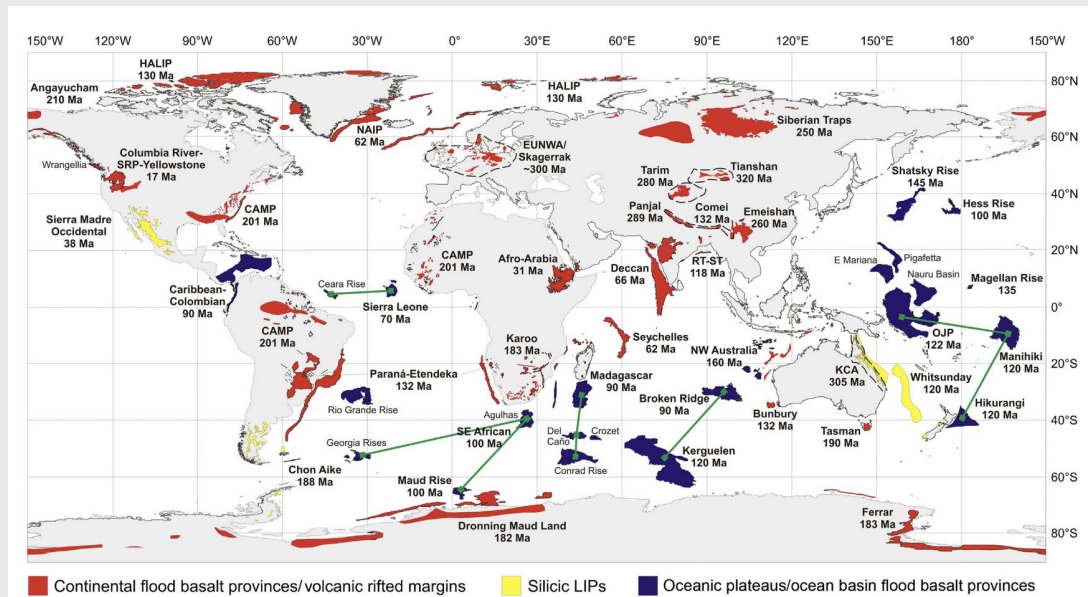 150°W 120°W 90°W 60°W 30°W 0° 30°E 60°E 90°E 120°E 150°E 180 150°W
80°N
60°N
40°N
20°N
0°
20°S
40°S
60°S
80°S
HALIP
130 Ma
Angayucham
210 Ma
NAIP
62 Ma
HALIP
130 Ma
Siberian Traps
250 Ma
Wrangellia
Columbia River-
SRP-Yellowstone
17 Ma
EUNWA/
Skagerrak
~300 Ma
Tarim
280 Ma
Tianshan
320 Ma
Shatsky Rise
145 Ma
Hess Rise
100 Ma
Sierra Madre
Occidental
38 Ma
CAMP
201 Ma
Panjal
289 Ma
Comei
132 Ma
Emeishan
260 Ma
CAMP
201 Ma
Afro-Arabia
31 Ma
Deccan
66 Ma
RT-ST
118 Ma
E Mariana
Pigafetta
Nauru Basin
Magellan Rise
135
Caribbean-
Colombian
90 Ma
Ceara Rise
Sierra Leone
70 Ma
CAMP
201 Ma
Karoo
183 Ma
Seychelles
62 Ma
NW Australia
160 Ma
OJP
122 Ma
Manihiki
120 Ma
Paraná-Etendeka
132 Ma
Madagascar
90 Ma
Broken Ridge
90 Ma
KCA
305 Ma
Whitsunday
120 Ma
Hikurangi
120 Ma
Rio Grande Rise
Agulhas
SE African
100 Ma
Del
Caño
Crozet
Bunbury
132 Ma
Tasman
190 Ma
Georgia Rises
Conrad Rise
Kerguelen
120 Ma
Chon Aike
188 Ma
Maud Rise
100 Ma
Dronning Maud Land
182 Ma
Ferrar
183 Ma
Continental flood basalt provinces/volcanic rifted margins
Silicic LIPs
Oceanic plateaus/ocean basin flood basalt provinces